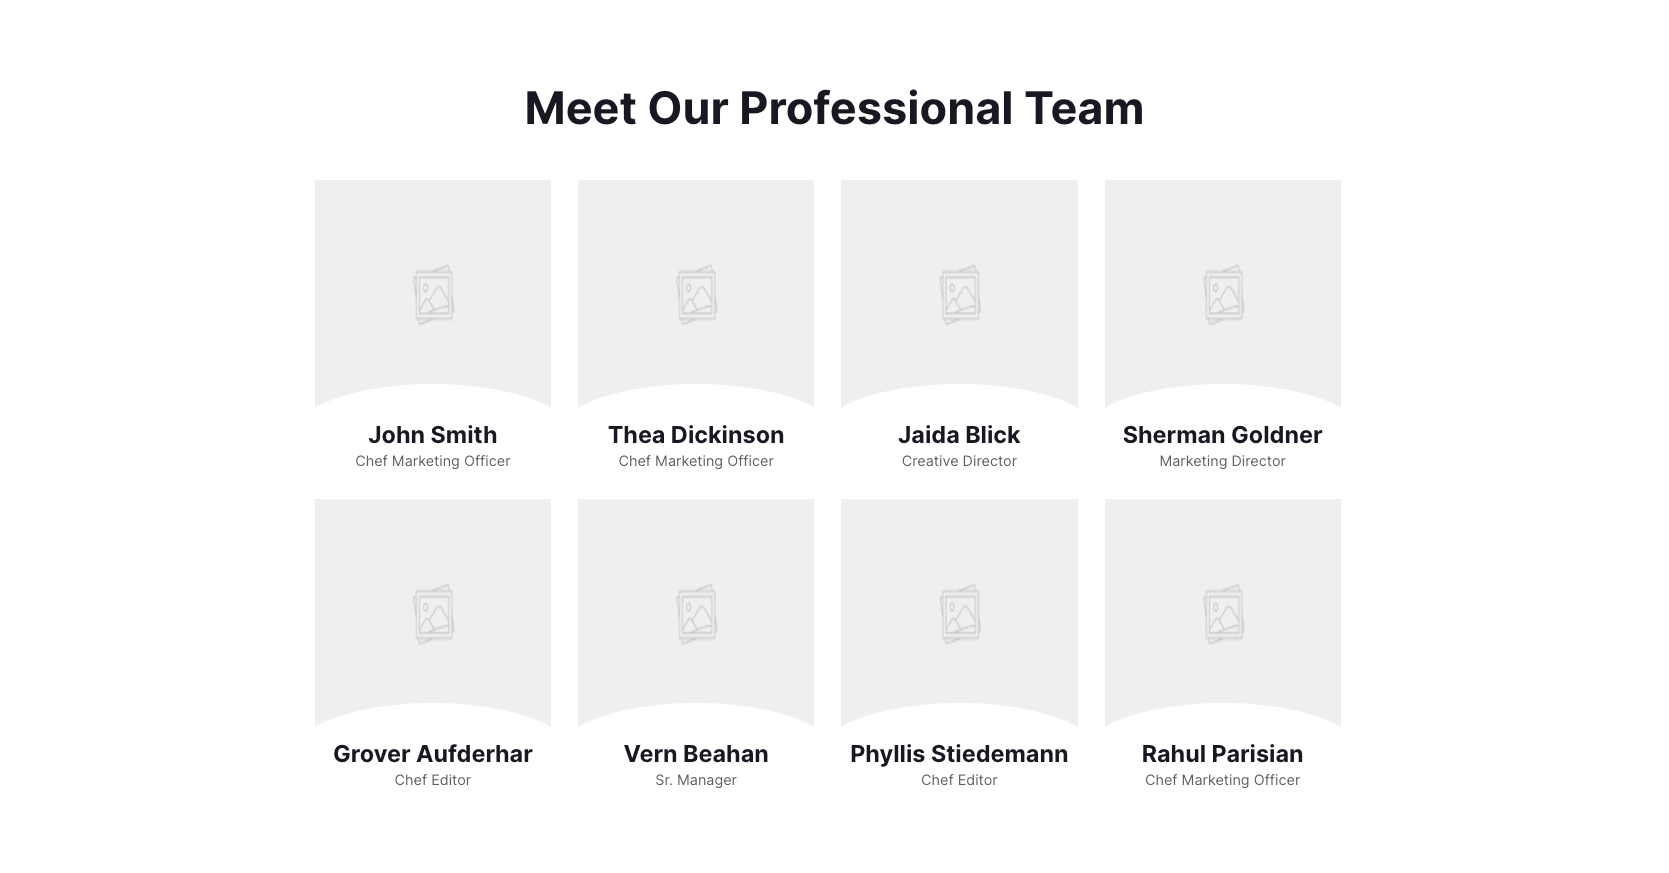 Meet Our Professional Team
John Smith
Chef Marketing Officer
Thea Dickinson
Chef Marketing Officer
Jaida Blick
Creative Director
Sherman Goldner
Marketing Director
Grover Aufderhar
Chef Editor
Vern Beahan
Sr. Manager
Phyllis Stiedemann
Chef Editor
Rahul Parisian
Chef Marketing Officer